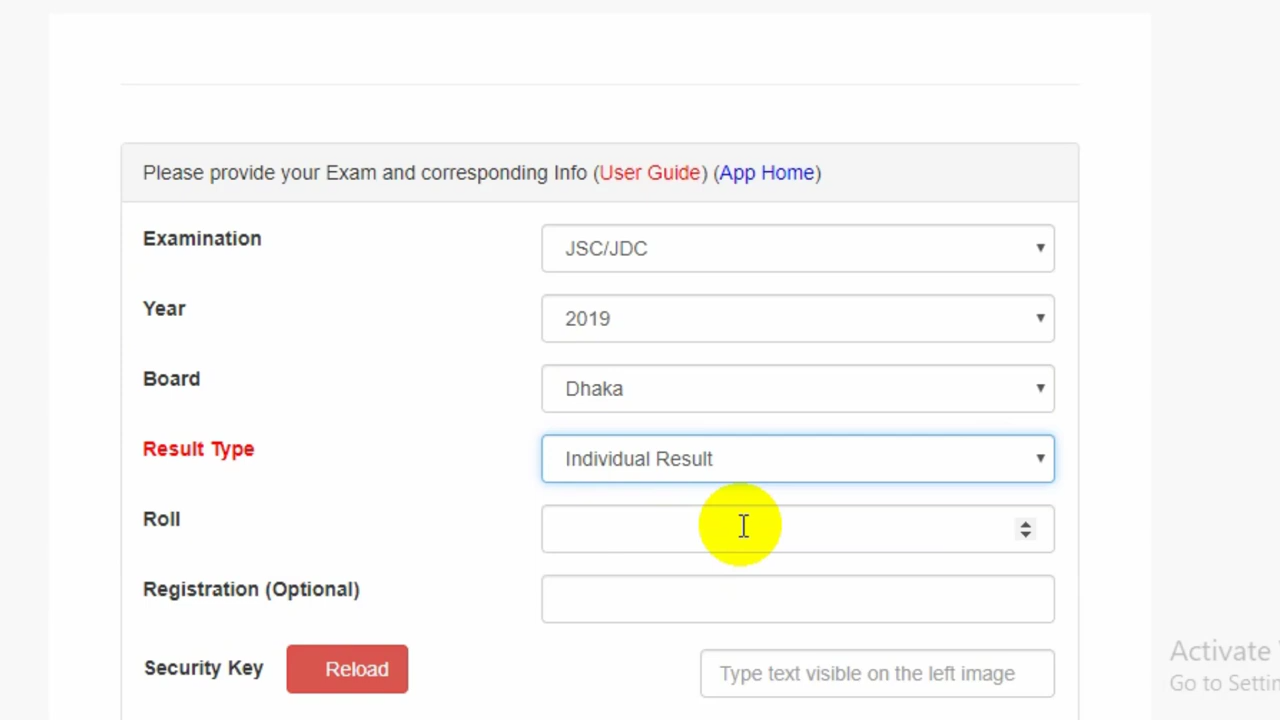 Please provide your Exam and corresponding Info (User Guide) (App Home)
Examination
JSC/JDC
Year
2019
Board
Dhaka
Result Type
Individual Result
Roll
Registration (Optional)
Security Key
Reload
Type text visible on the left image
Activate
Go to